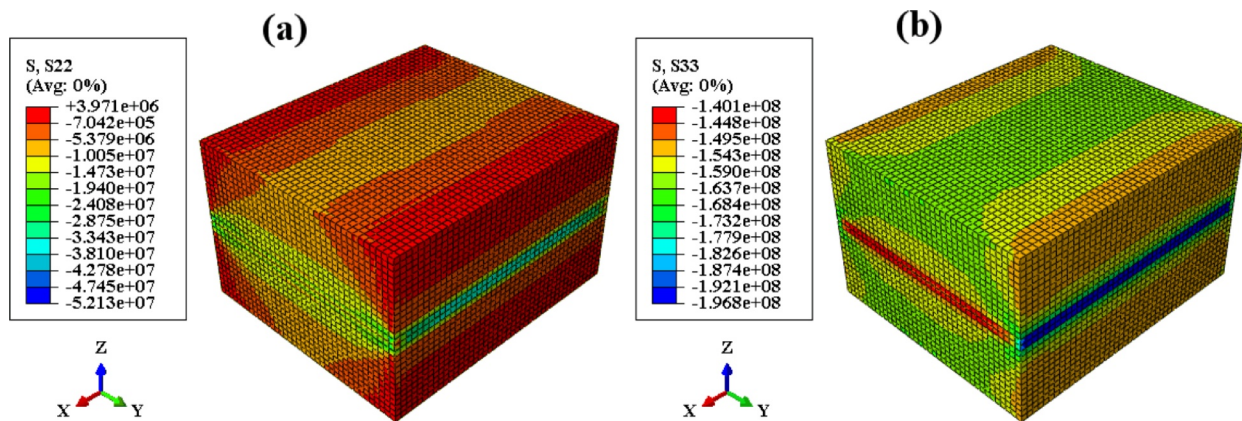 (a)
S, S22
(Avg: 0%)
+3.971e+06
-7.042e+05
-5.379e+06
-1.005e+07
-1.473e+07
-1.940e+07
-2.408e+07
-2.875e+07
-3.343e+07
-3.810e+07
-4.278e+07
-4.745e+07
-5.213e+07
Z
X Y
(b)
S, S33
(Avg: 0%)
-1.401e+08
-1.448e+08
-1.495e+08
-1.543e+08
-1.590e+08
-1.637e+08
-1.684e+08
-1.732e+08
-1.779e+08
-1.826e+08
-1.874e+08
-1.921e+08
-1.968e+08
Z
X Y